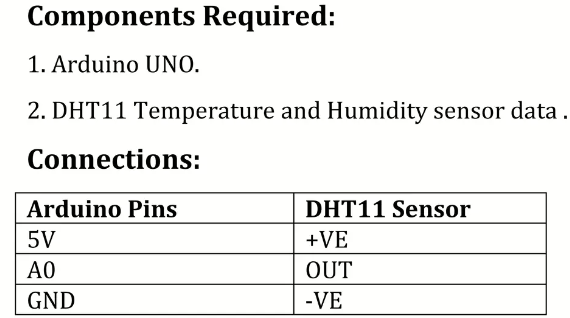 Components Required:
1. Arduino UNO.
2. DHT11 Temperature and Humidity sensor data .
Connections:
Arduino Pins DHT11 Sensor
5V +VE
A0 OUT
GND -VE